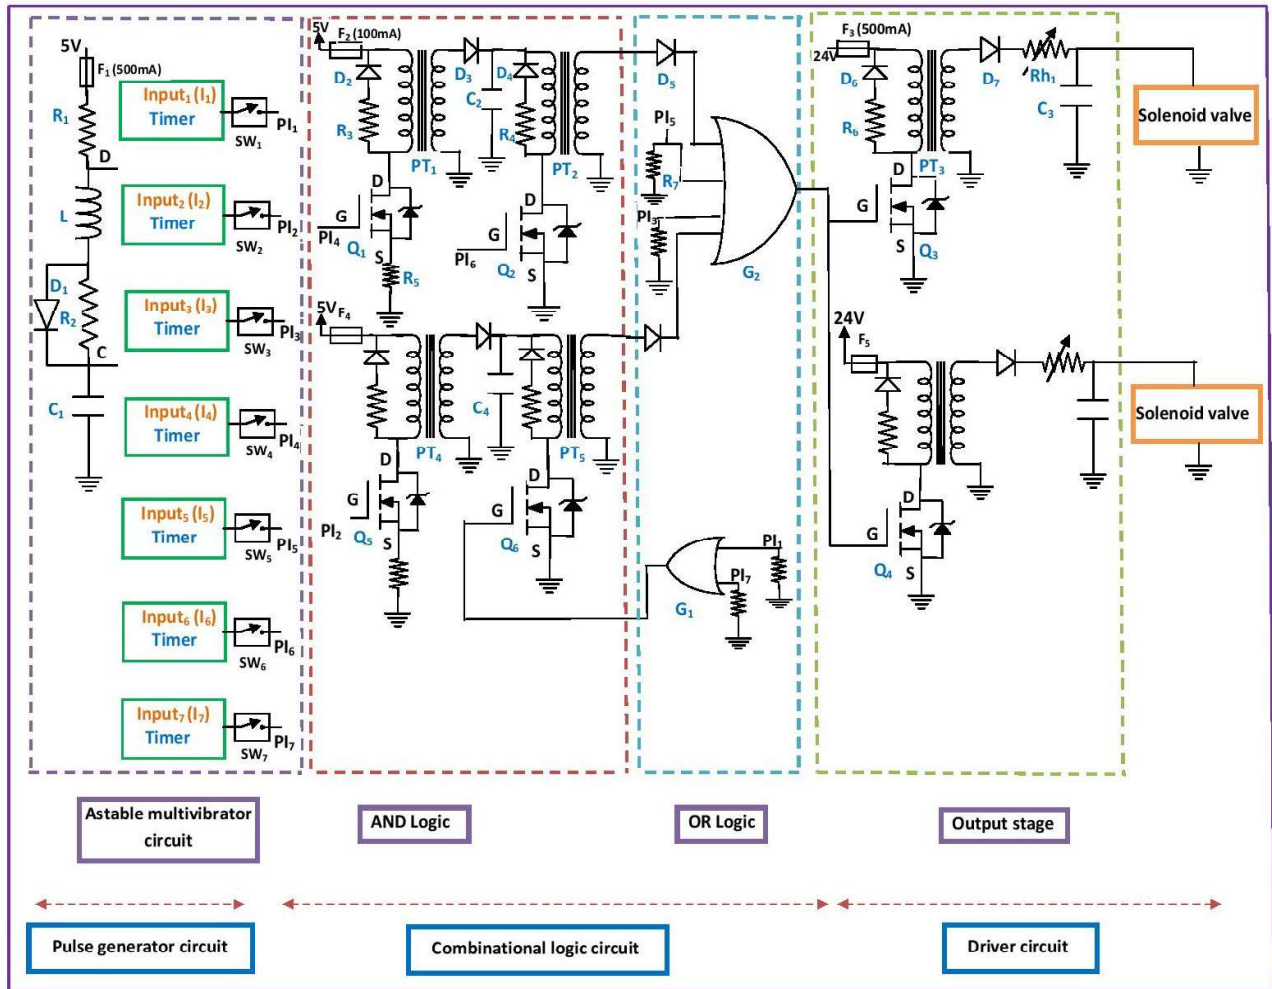 5V
F₁ (500mA)
R₁
D
L
D₁
R₂
C
C₁
Input₁ (I₁)
Timer
SW₁
PI₁
Input₂ (I₂)
Timer
SW₂
PI₂
Input₃ (I₃)
Timer
SW₃
PI₃
Input₄ (I₄)
Timer
SW₄
PI₄
Input₅ (I₅)
Timer
SW₅
PI₅
Input₆ (I₆)
Timer
SW₆
PI₆
Input₇ (I₇)
Timer
SW₇
PI₇
5V
F₂ (100mA)
D₂
R₃
PT₁
D₃
C₂
D₄
R₄
PT₂
D
G
PI₄
Q₁
S
R₅
D
G
PI₆
Q₂
S
5V
F₄
PT₄
C₄
PT₅
D
G
PI₂
Q₅
S
D
G
Q₆
S
D₅
PI₅
R₇
PI₃
G₂
PI₁
PI₇
G₁
F₃ (500mA)
24V
D₆
R₆
PT₃
D₇
Rh₁
C₃
D
G
S
Q₃
Solenoid valve
24V
F₅
D
G
Q₄
S
Solenoid valve
Astable multivibrator
circuit
AND Logic
OR Logic
Output stage
Pulse generator circuit
Combinational logic circuit
Driver circuit